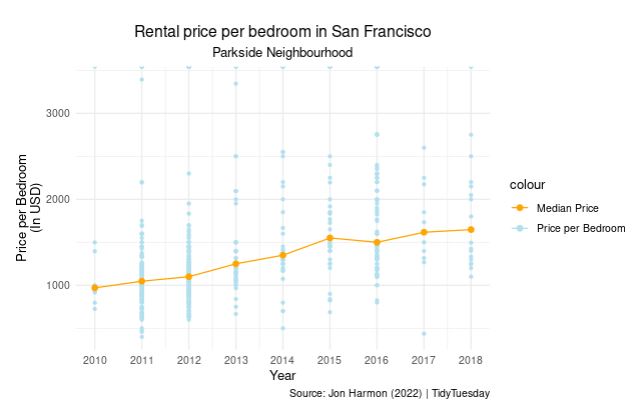 Rental price per bedroom in San Francisco
Parkside Neighbourhood
Price per Bedroom
(In USD)
3000
2000
1000
2010 2011 2012 2013 2014 2015 2016 2017 2018
Year
colour
Median Price
Price per Bedroom
Source: Jon Harmon (2022) | TidyTuesday